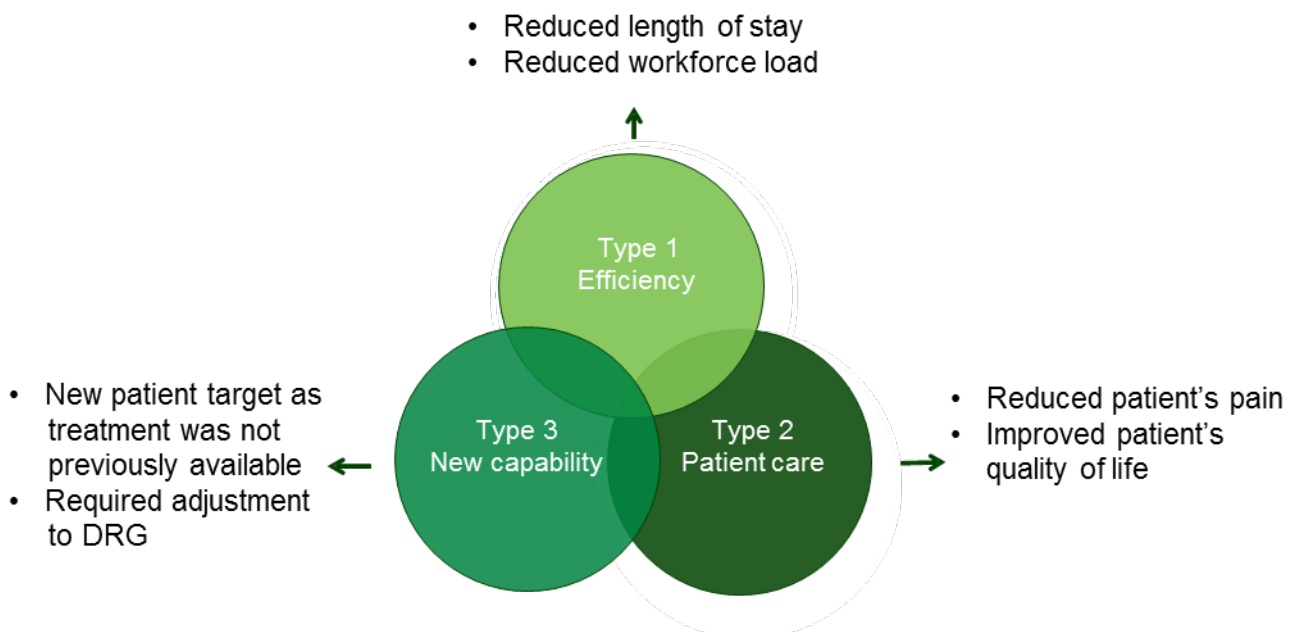 • Reduced length of stay
• Reduced workforce load
Type 1
Efficiency
• New patient target as
treatment was not
previously available
• Required adjustment
to DRG
Type 3
New capability
Type 2
Patient care
• Reduced patient's pain
• Improved patient's
quality of life